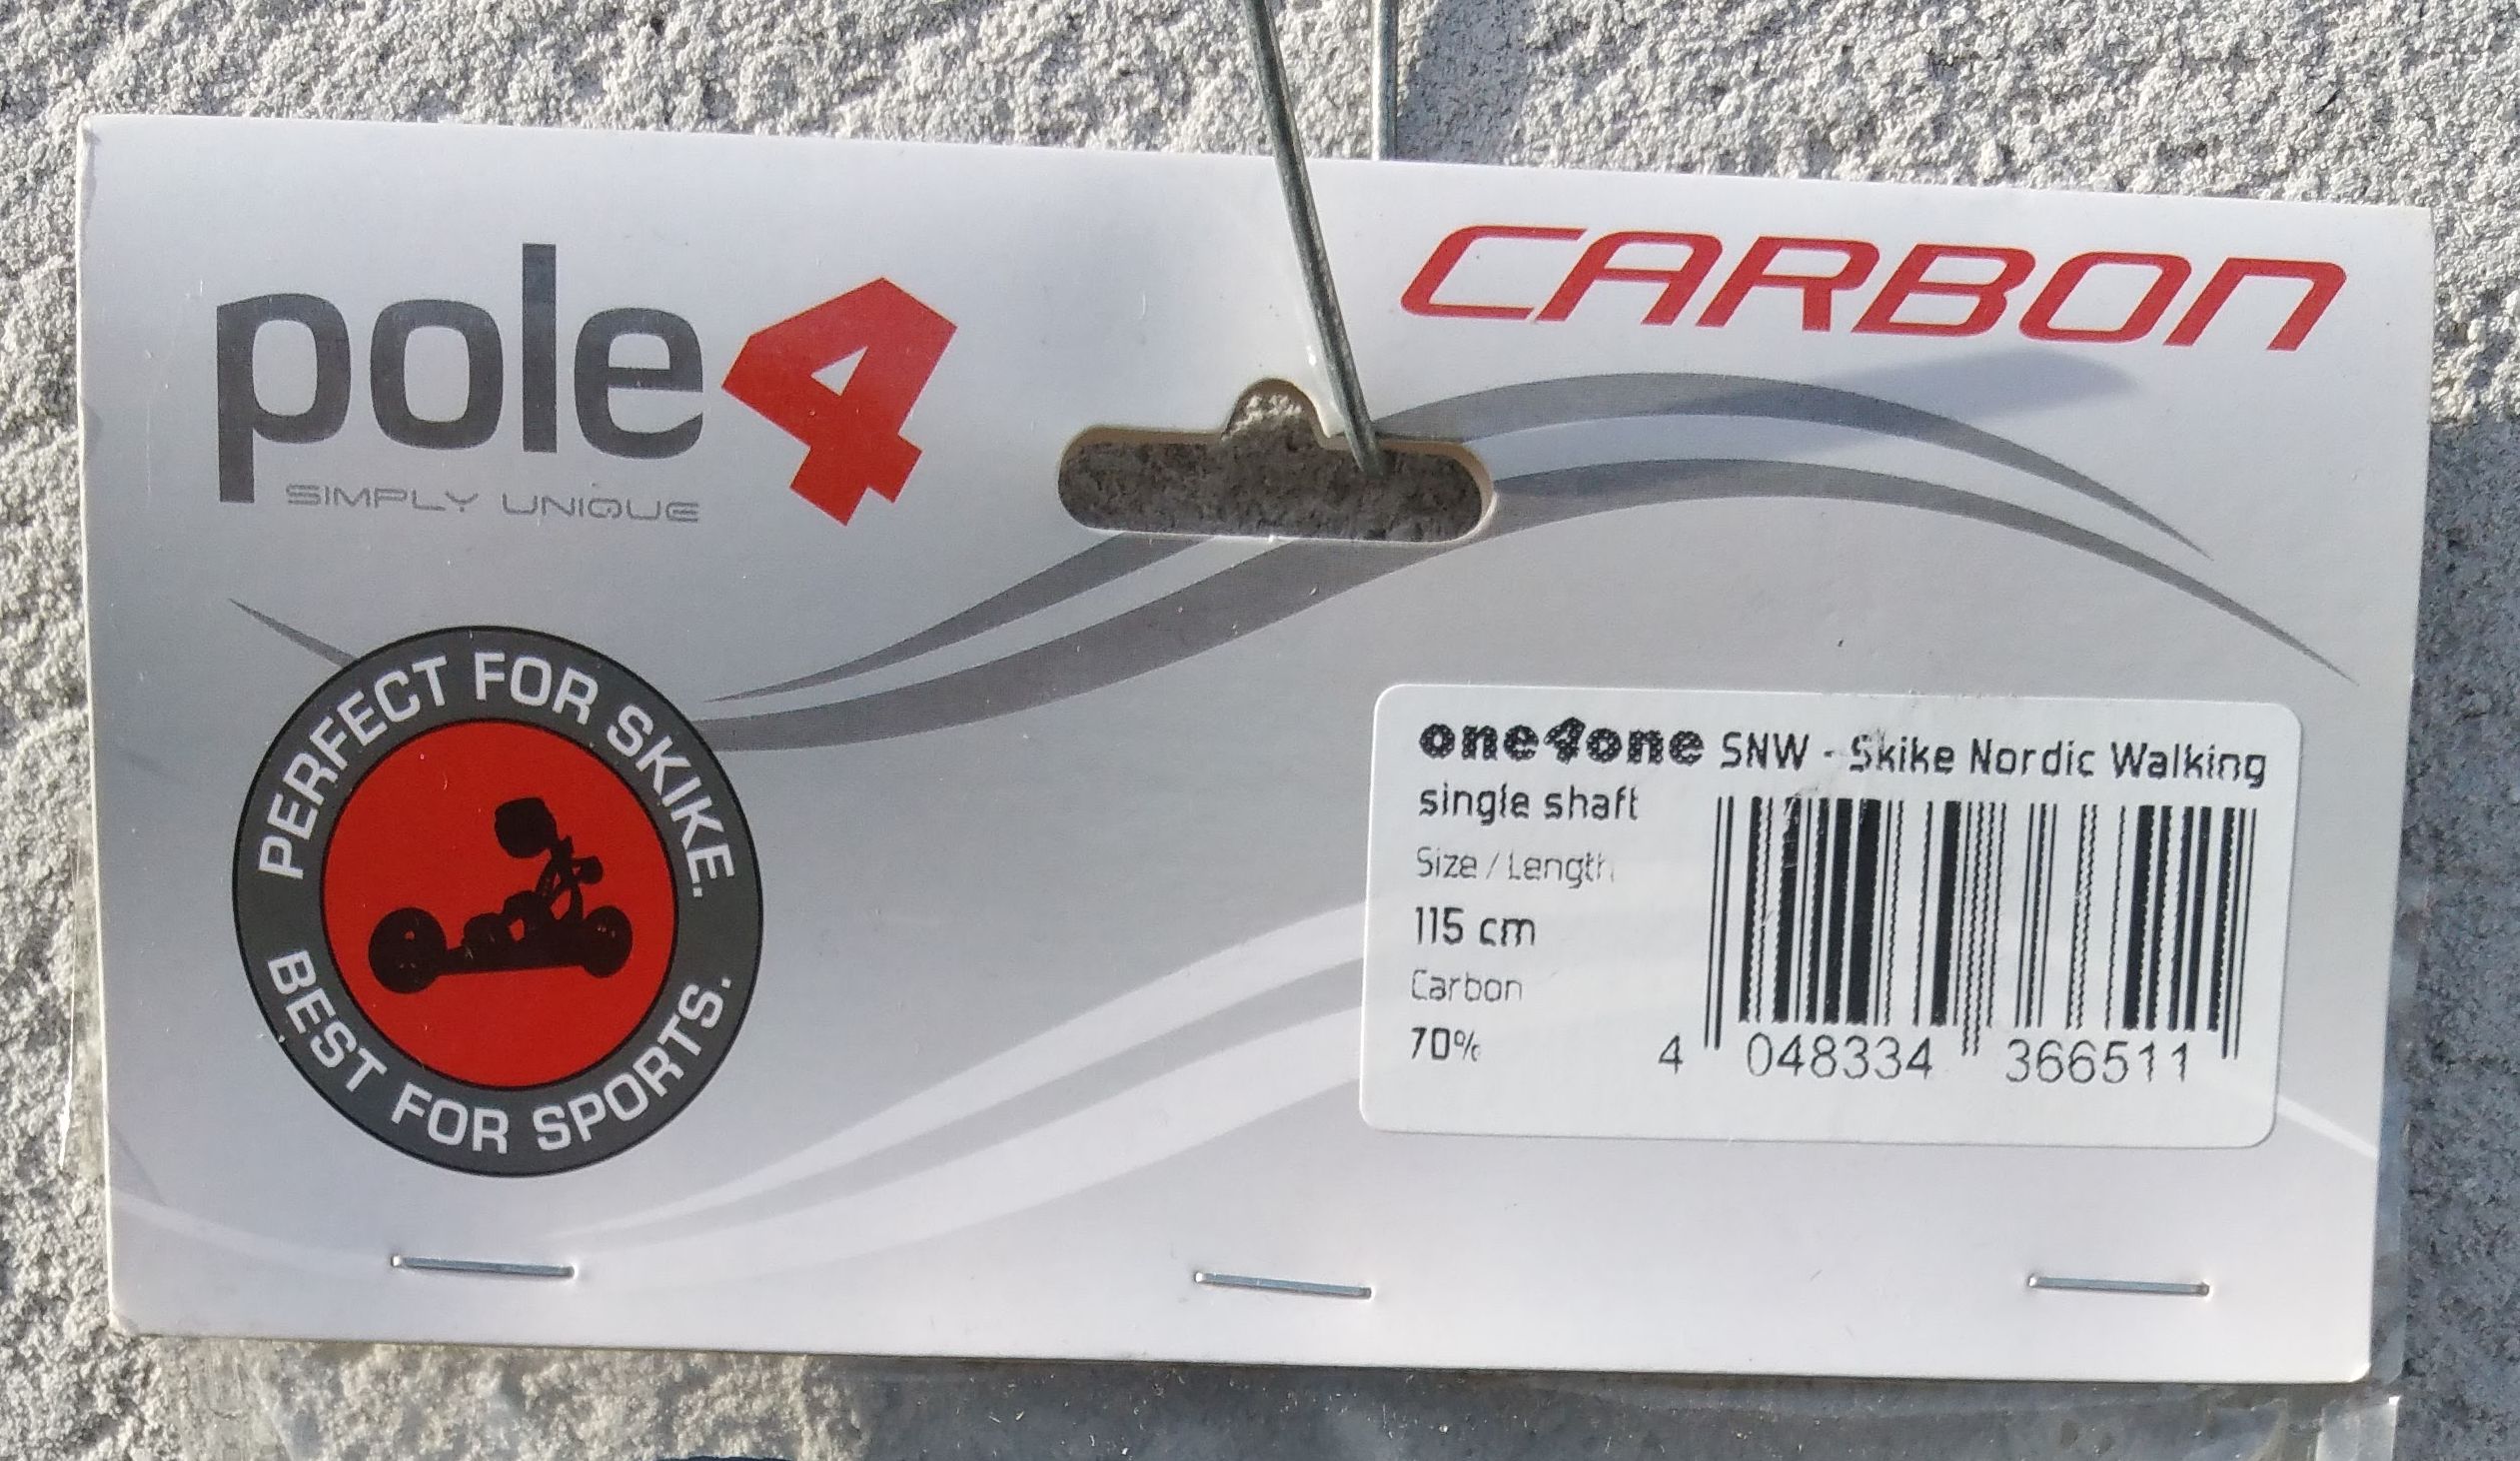 pole4
SIMPLY UNIQUE
CARBON
PERFECT FOR SKIKE.
BEST FOR SPORTS.
one4one SNW - Skike Nordic Walking
single shaft
Size / Length
115 cm
Carbon
70%
4 048334 366511